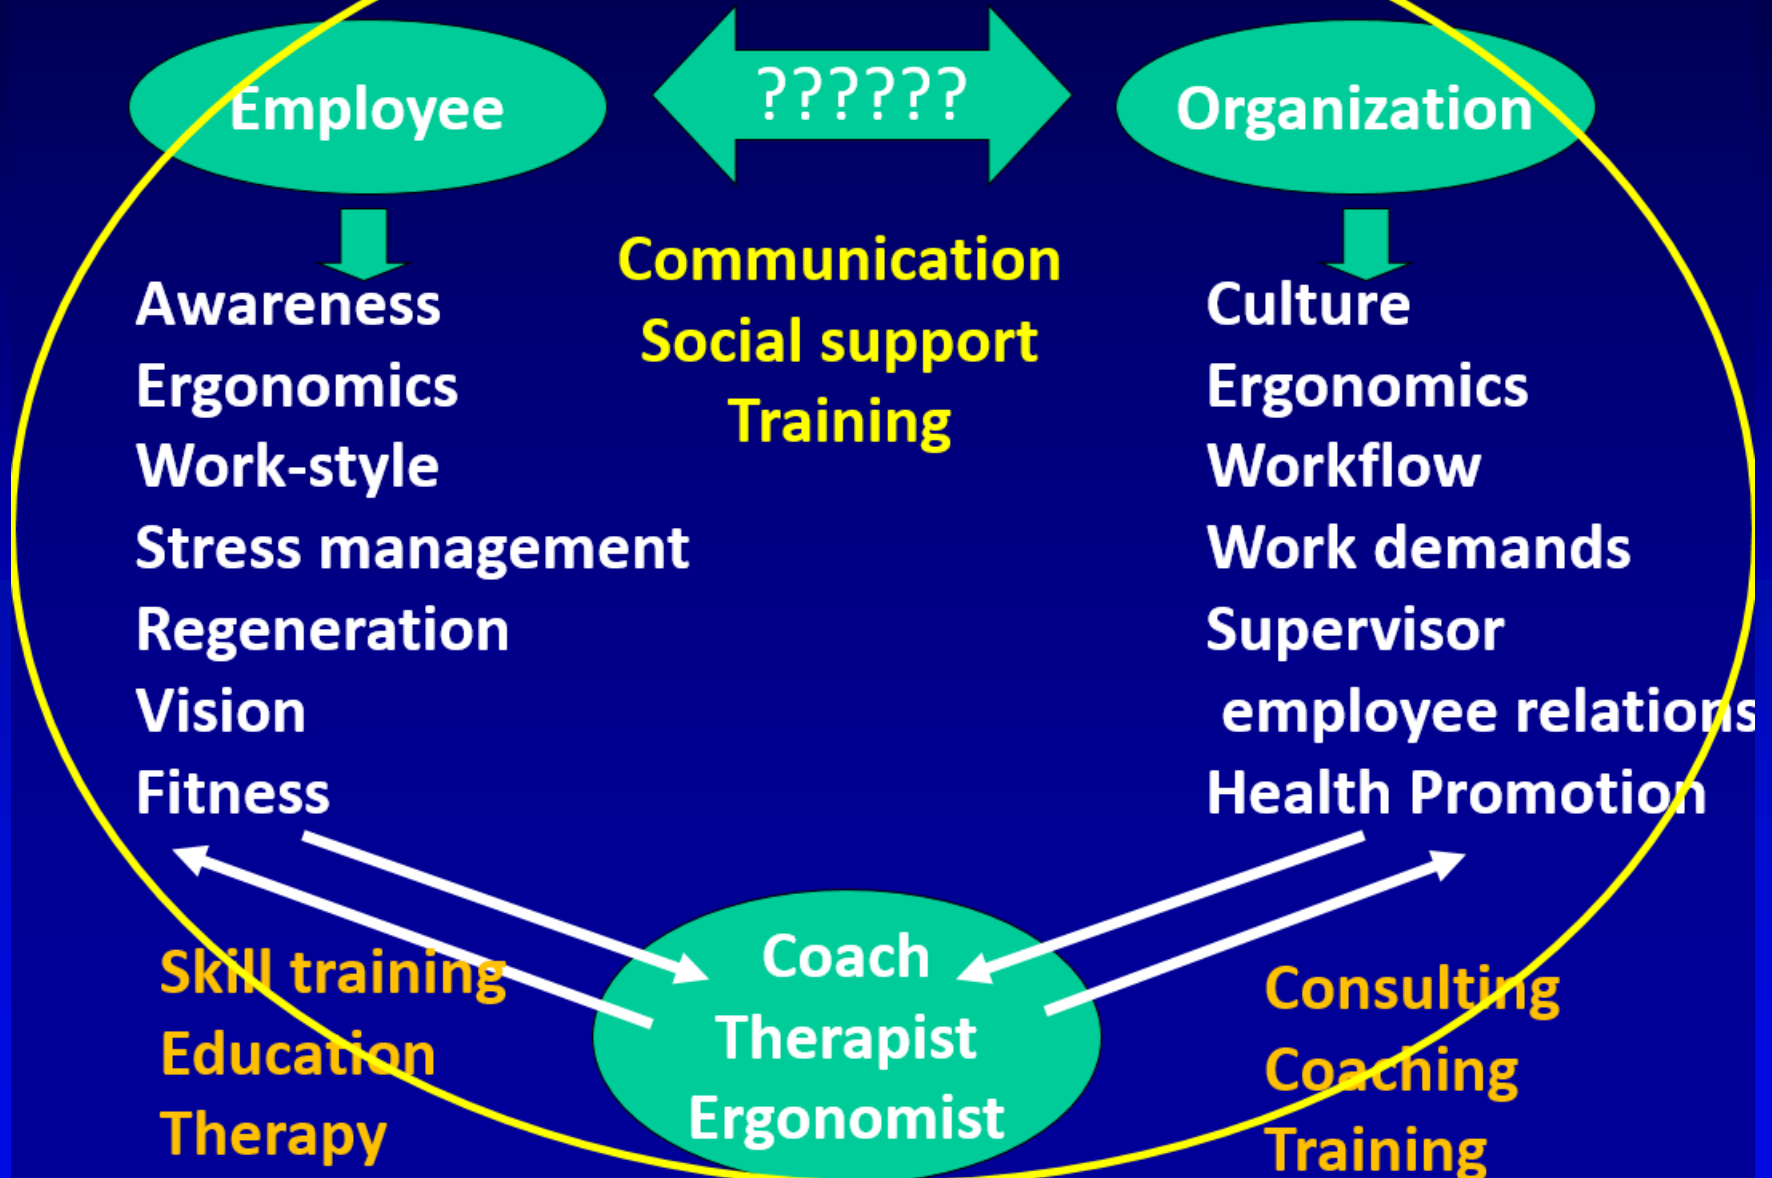 Employee
??????
Organization
Communication
Social support
Training
Awareness
Ergonomics
Work-style
Stress management
Regeneration
Vision
Fitness
Culture
Ergonomics
Workflow
Work demands
Supervisor
employee relations
Health Promotion
Skill training
Education
Therapy
Coach
Therapist
Ergonomist
Consulting
Coaching
Training